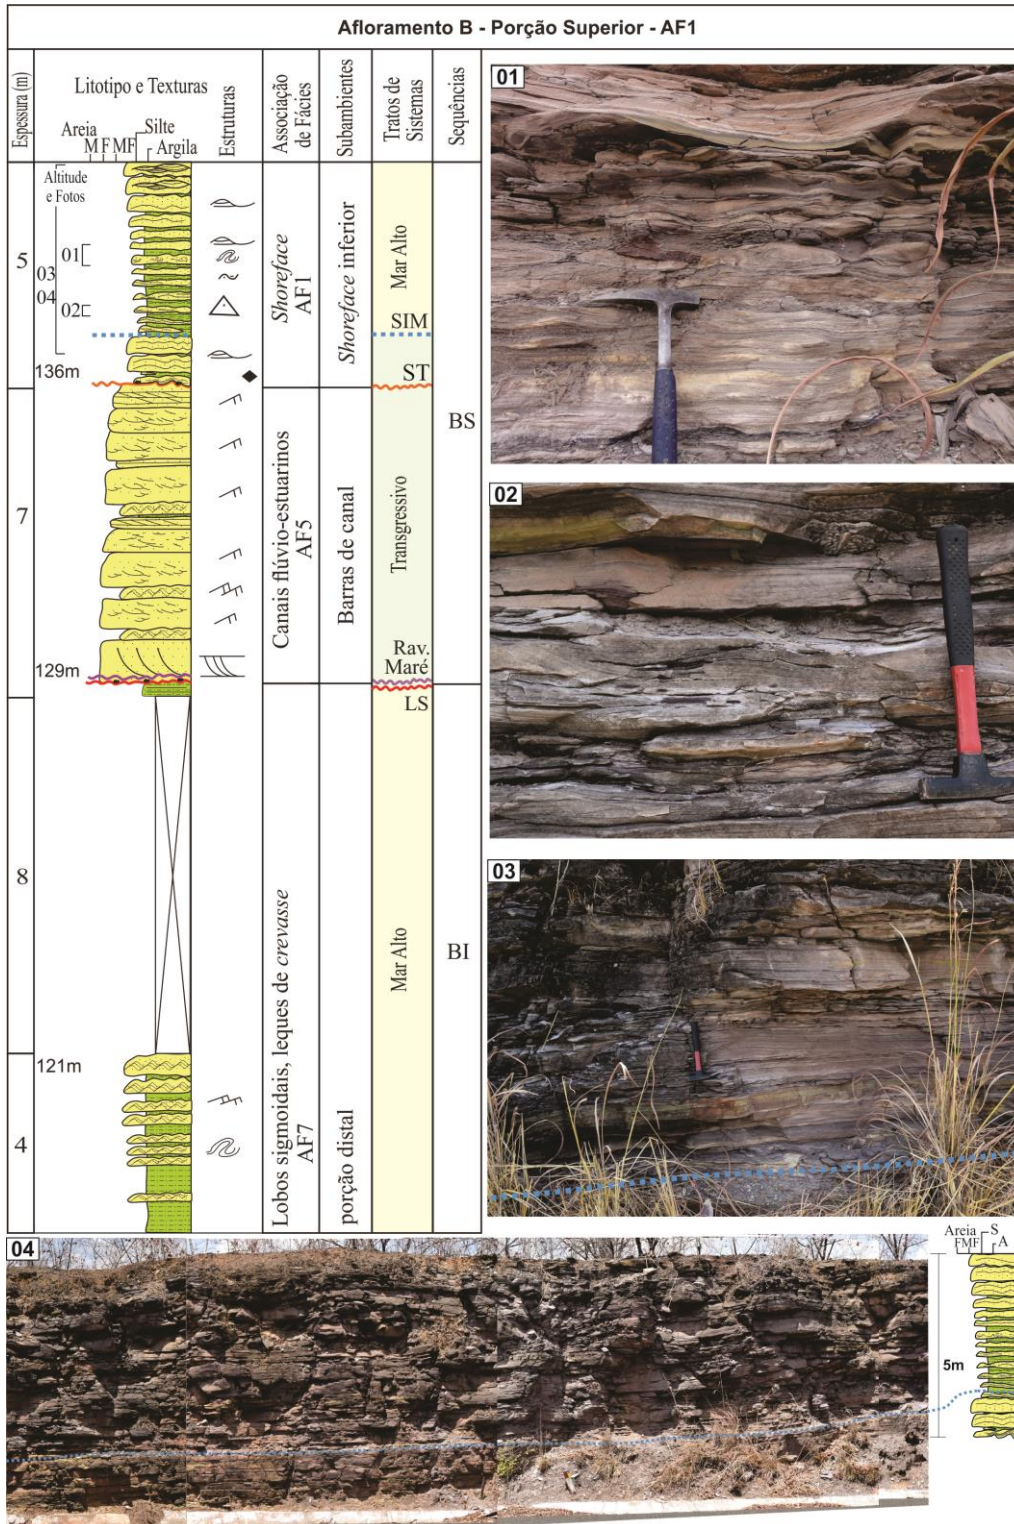 Afloramento B - Porção Superior - AF1
Espessura (m)
Litotipo e Texturas
Areia
M F MF
Silte
Argila
Estruturas
Associação
de Fácies
Subambientes
Tratos de
Sistemas
Sequências
Altitude
e Fotos
5
01
03
04
02
136m
Shoreface
AF1
Shoreface inferior
Mar Alto
SIM
ST
BS
7
129m
Canais flúvio-estuarinos
AF5
Barras de canal
Transgressivo
Rav.
Maré
LS
8
121m
4
Lobos sigmoidais, leques de crevasse
AF7
porção distal
Mar Alto
BI
01
02
03
04
Areia
FMF
S
A
5m